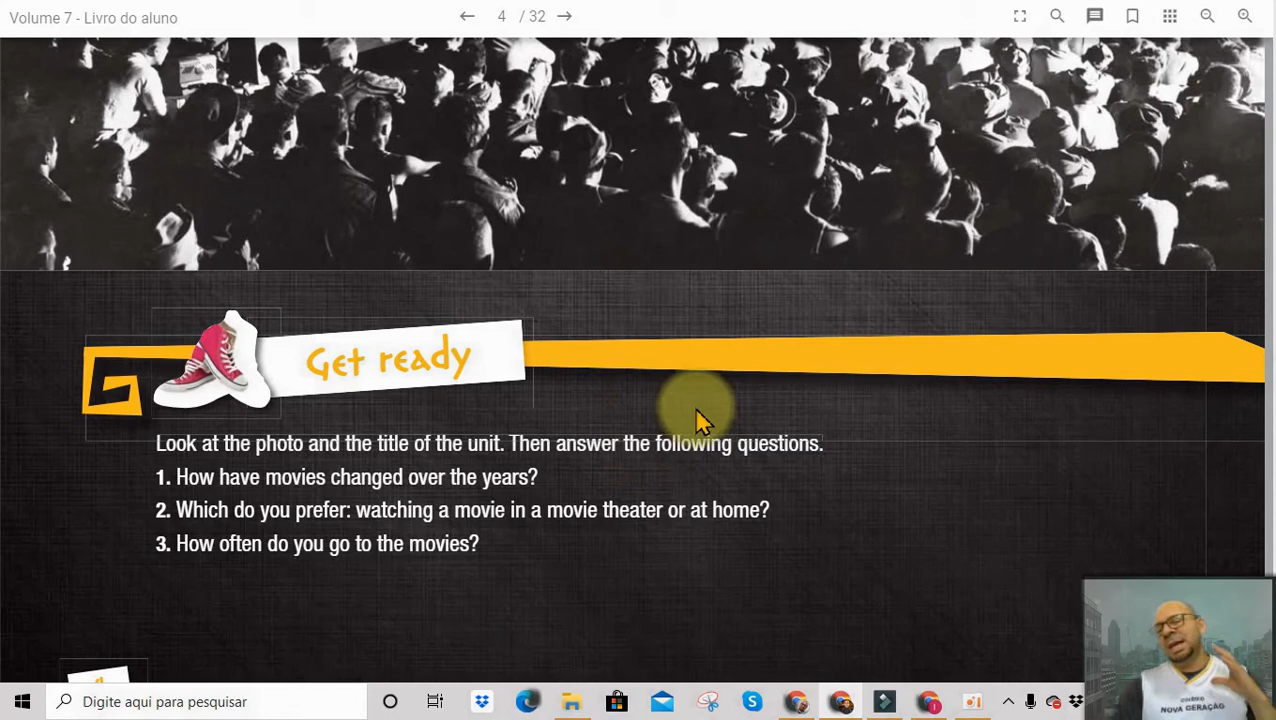 Volume 7 - Livro do aluno
4 / 32
Get ready
Look at the photo and the title of the unit. Then answer the following questions.
1. How have movies changed over the years?
2. Which do you prefer: watching a movie in a movie theater or at home?
3. How often do you go to the movies?
COLÉGIO
NOVA GERAÇÃO
Digite aqui para pesquisar